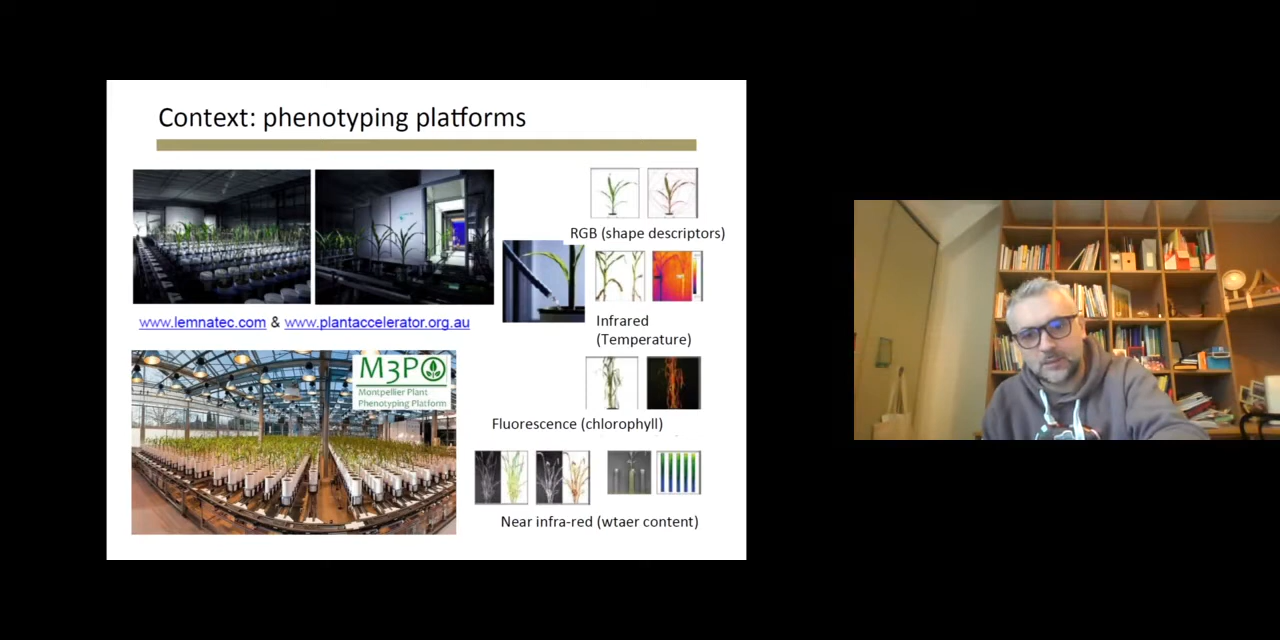 Context: phenotyping platforms
RGB (shape descriptors)
Infrared
(Temperature)
www.lemnatec.com & www.plantaccelerator.org.au
M3P
Montpellier Plant
Phenotyping Platform
Fluorescence (chlorophyll)
Near infra-red (wtaer content)